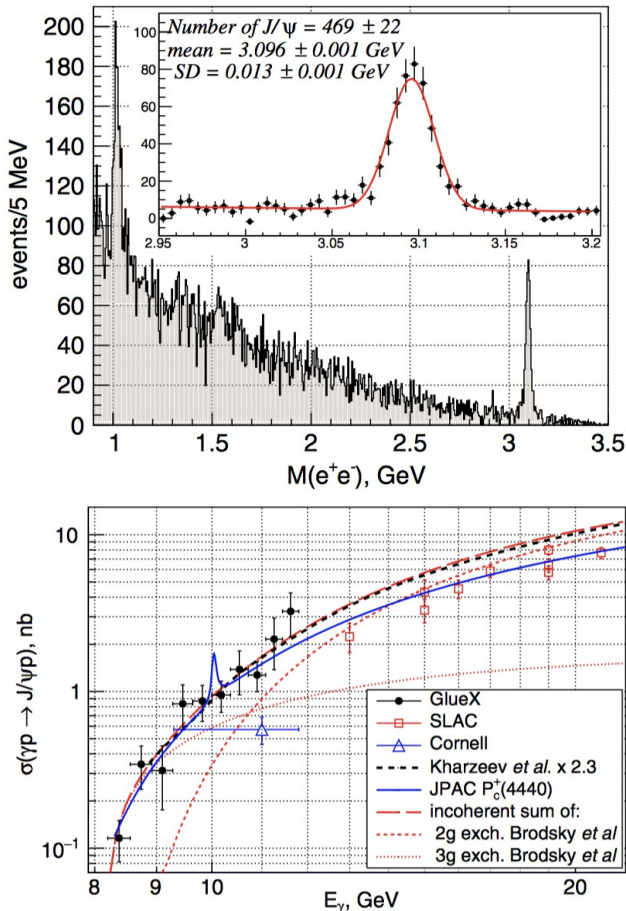 Number of J/ψ = 469 ± 22
mean = 3.096 ± 0.001 GeV
SD = 0.013 ± 0.001 GeV
80
60
40
20
0
2.95 3 3.05 3.1 3.15 3.2
200
180
160
140
120
100
80
60
40
20
0
events/5 MeV
1 1.5 2 2.5 3 3.5
M(e⁺e⁻), GeV
10
1
10⁻¹
σ(γp → J/ψp), nb
GlueX
SLAC
Cornell
Kharzeev et al. x 2.3
JPAC P⁺c(4440)
incoherent sum of:
2g exch. Brodsky et al
3g exch. Brodsky et al
8 9 10 20
Eγ, GeV